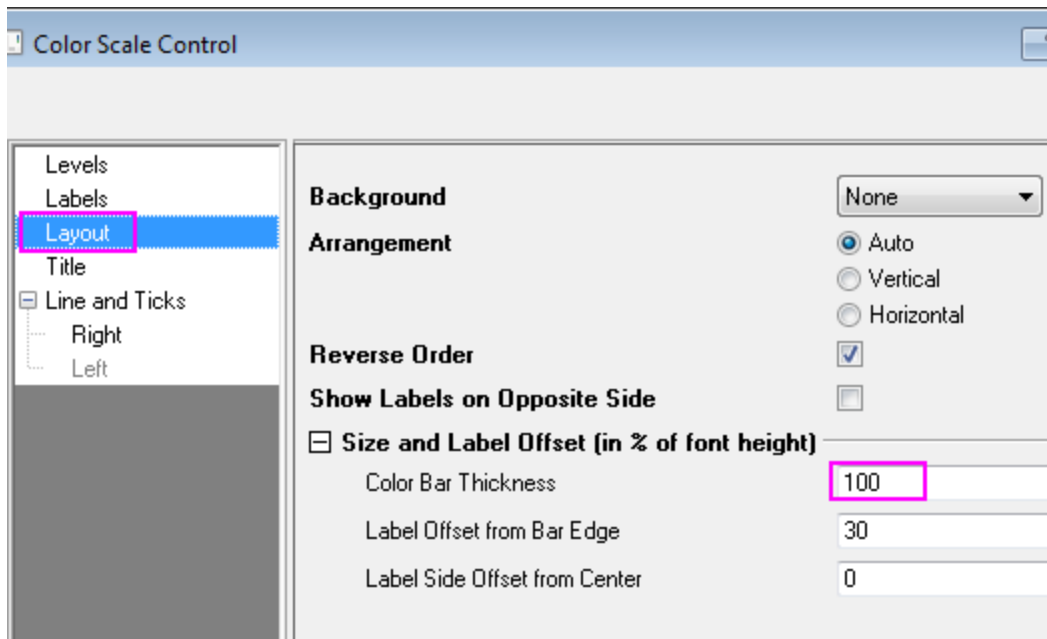 Color Scale Control
Levels
Labels
Layout
Title
Line and Ticks
Right
Left
Background None
Arrangement Auto
Vertical
Horizontal
Reverse Order
Show Labels on Opposite Side
Size and Label Offset (in % of font height)
Color Bar Thickness 100
Label Offset from Bar Edge 30
Label Side Offset from Center 0